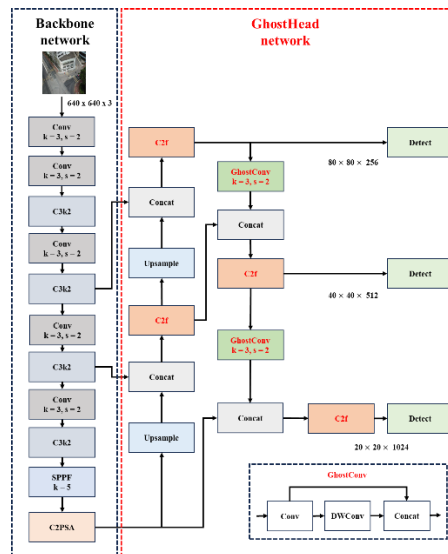 Backbone
network
GhostHead
network
640 x 640 x 3
Conv
k = 3, s = 2
Conv
k = 3, s = 2
C3k2
Conv
k = 3, s = 2
C3k2
Conv
k = 3, s = 2
C3k2
Conv
k = 3, s = 2
C3k2
SPPF
k = 5
C2PSA
C2f
Concat
Upsample
C2f
Concat
Upsample
GhostConv
k = 3, s = 2
Concat
C2f
GhostConv
k = 3, s = 2
Concat
C2f
Detect
80 × 80 × 256
Detect
40 × 40 × 512
Detect
20 × 20 × 1024
GhostConv
Conv
DWConv
Concat